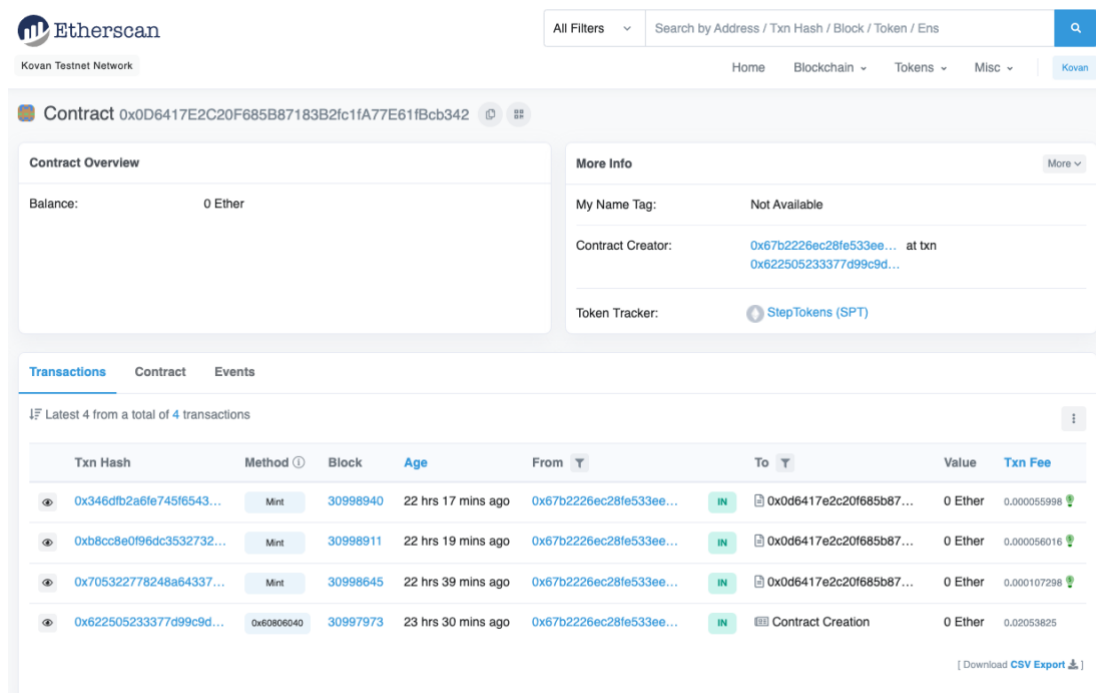 Etherscan
All Filters
Search by Address / Txn Hash / Block / Token / Ens
Kovan Testnet Network
Home Blockchain Tokens Misc Kovan
Contract 0x0D6417E2C20F685B87183B2fc1fA77E61fBcb342
Contract Overview
Balance: 0 Ether
More Info More
My Name Tag: Not Available
Contract Creator: 0x67b2226ec28fe533ee... at txn
0x622505233377d99c9d...
Token Tracker: StepTokens (SPT)
Transactions Contract Events
Latest 4 from a total of 4 transactions
Txn Hash Method Block Age From To Value Txn Fee
0x346dfb2a6fe745f6543... Mint 30998940 22 hrs 17 mins ago 0x67b2226ec28fe533ee... IN 0x0d6417e2c20f685b87... 0 Ether 0.000055998
0xb8cc8e0f96dc3532732... Mint 30998911 22 hrs 19 mins ago 0x67b2226ec28fe533ee... IN 0x0d6417e2c20f685b87... 0 Ether 0.000056016
0x705322778248a64337... Mint 30998645 22 hrs 39 mins ago 0x67b2226ec28fe533ee... IN 0x0d6417e2c20f685b87... 0 Ether 0.000107298
0x622505233377d99c9d... 0x60806040 30997973 23 hrs 30 mins ago 0x67b2226ec28fe533ee... IN Contract Creation 0 Ether 0.02053825
[ Download CSV Export ]